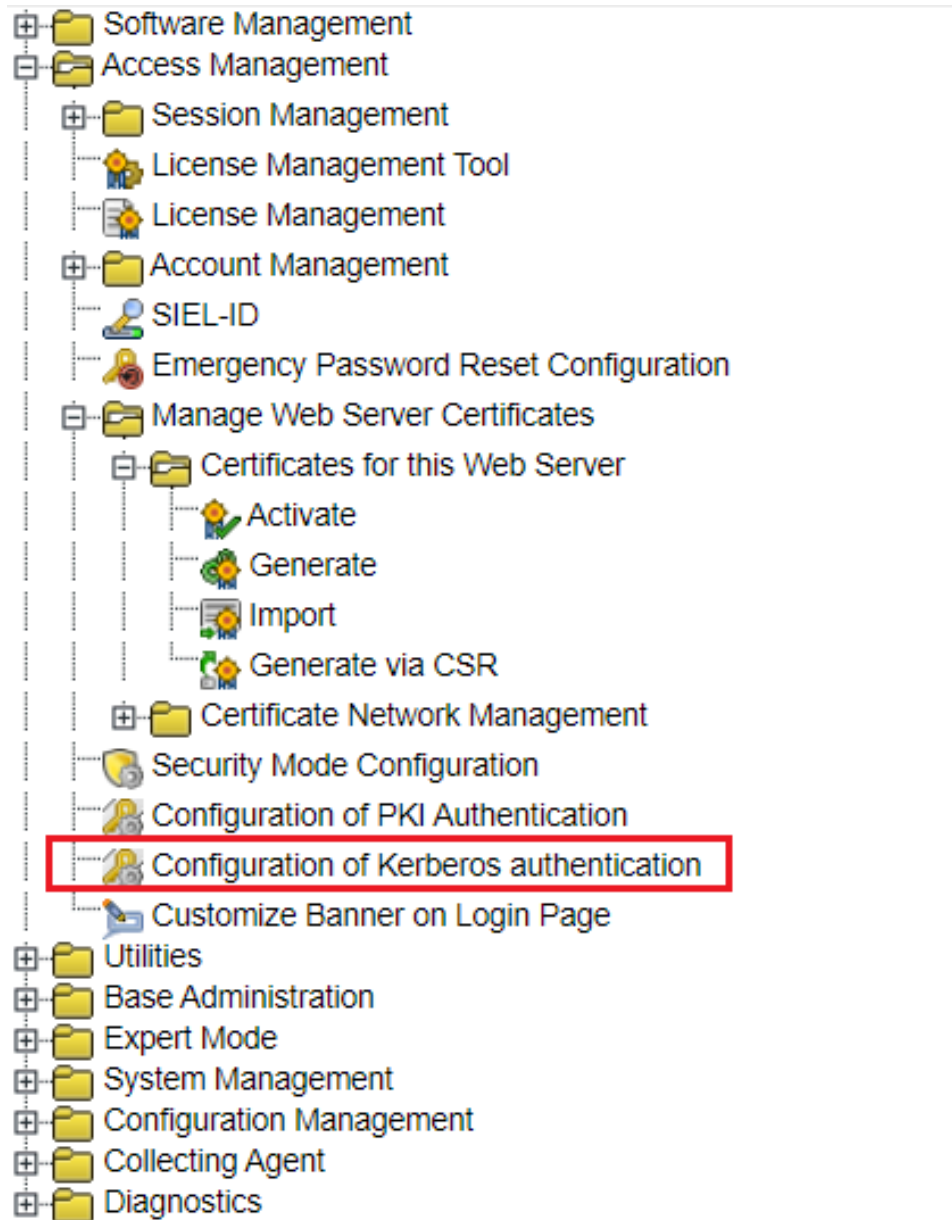 Software Management
Access Management
Session Management
License Management Tool
License Management
Account Management
SIEL-ID
Emergency Password Reset Configuration
Manage Web Server Certificates
Certificates for this Web Server
Activate
Generate
Import
Generate via CSR
Certificate Network Management
Security Mode Configuration
Configuration of PKI Authentication
Configuration of Kerberos authentication
Customize Banner on Login Page
Utilities
Base Administration
Expert Mode
System Management
Configuration Management
Collecting Agent
Diagnostics